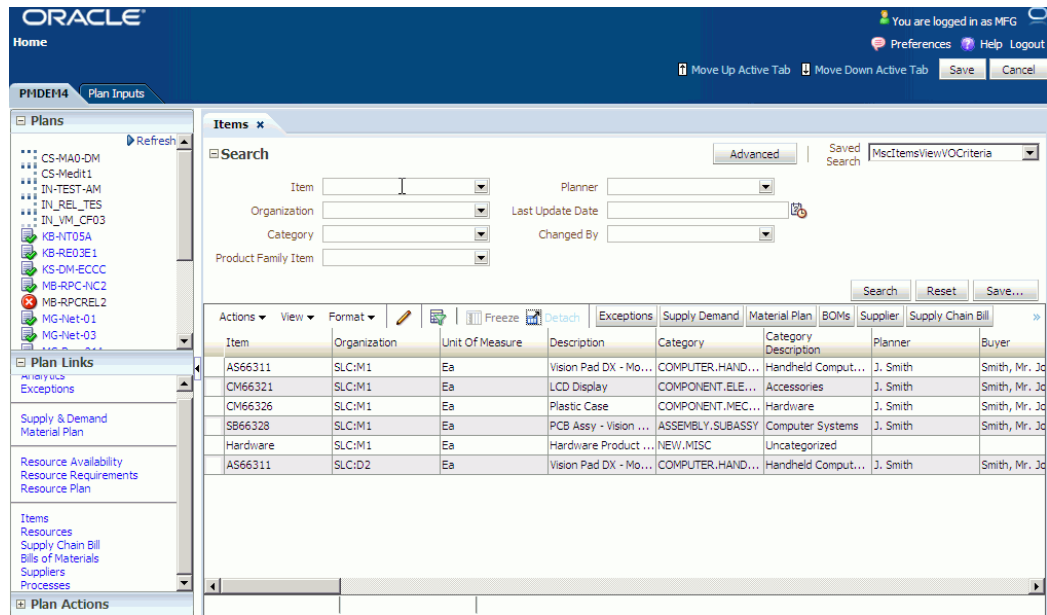 ORACLE
You are logged in as MFG
Home
Preferences Help Logout
Move Up Active Tab Move Down Active Tab Save Cancel
PMDEM4 Plan Inputs
Plans
Refresh
CS-MA0-DM
CS-Medit1
IN-TEST-AM
IN_REL_TES
IN_VM_CF03
KB-NT05A
KB-RE03E1
KS-DM-ECCC
MB-RPC-NC2
MB-RPCREL2
MG-Net-01
MG-Net-03
Plan Links
Analytics
Exceptions
Supply & Demand
Material Plan
Resource Availability
Resource Requirements
Resource Plan
Items
Resources
Supply Chain Bill
Bills of Materials
Suppliers
Processes
Plan Actions
Items x
Search
Advanced
Saved Search MscItemsViewVOCriteria
Item
Planner
Organization
Last Update Date
Category
Changed By
Product Family Item
Search Reset Save...
Actions View Format Freeze Detach Exceptions Supply Demand Material Plan BOMs Supplier Supply Chain Bill »
Item Organization Unit Of Measure Description Category Category Description Planner Buyer
AS66311 SLC:M1 Ea Vision Pad DX - Mo... COMPUTER.HAND... Handheld Comput... J. Smith Smith, Mr. Jo
CM66321 SLC:M1 Ea LCD Display COMPONENT.ELE... Accessories J. Smith Smith, Mr. Jo
CM66326 SLC:M1 Ea Plastic Case COMPONENT.MEC... Hardware J. Smith Smith, Mr. Jo
SB66328 SLC:M1 Ea PCB Assy - Vision ... ASSEMBLY.SUBASSY Computer Systems J. Smith Smith, Mr. Jo
Hardware SLC:M1 Ea Hardware Product ... NEW.MISC Uncategorized
AS66311 SLC:D2 Ea Vision Pad DX - Mo... COMPUTER.HAND... Handheld Comput... J. Smith Smith, Mr. Jo